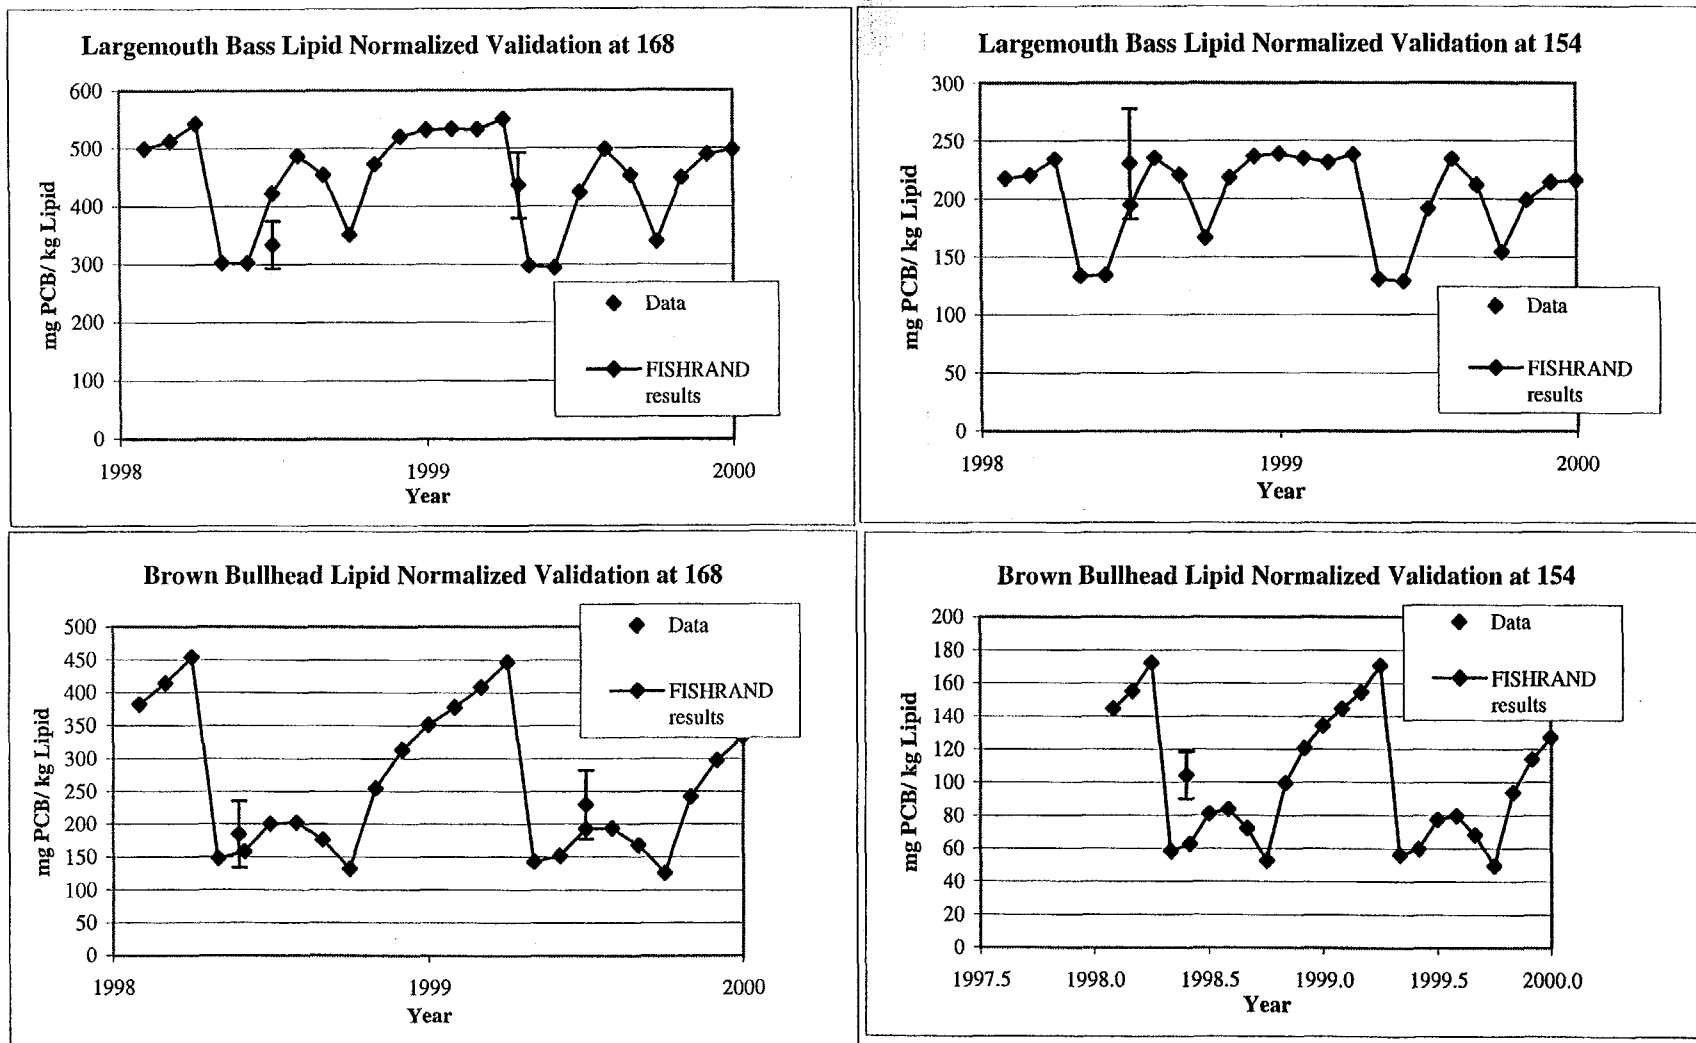 Largemouth Bass Lipid Normalized Validation at 168
mg PCB/ kg Lipid
600
500
400
300
200
100
0
1998
1999
2000
Year
Data
FISHRAND
results
Largemouth Bass Lipid Normalized Validation at 154
mg PCB/ kg Lipid
300
250
200
150
100
50
0
1998
1999
2000
Year
Data
FISHRAND
results
Brown Bullhead Lipid Normalized Validation at 168
mg PCB/ kg Lipid
500
450
400
350
300
250
200
150
100
50
0
1998
1999
2000
Year
Data
FISHRAND
results
Brown Bullhead Lipid Normalized Validation at 154
mg PCB/ kg Lipid
200
180
160
140
120
100
80
60
40
20
0
1997.5
1998.0
1998.5
1999.0
1999.5
2000.0
Year
Data
FISHRAND
results